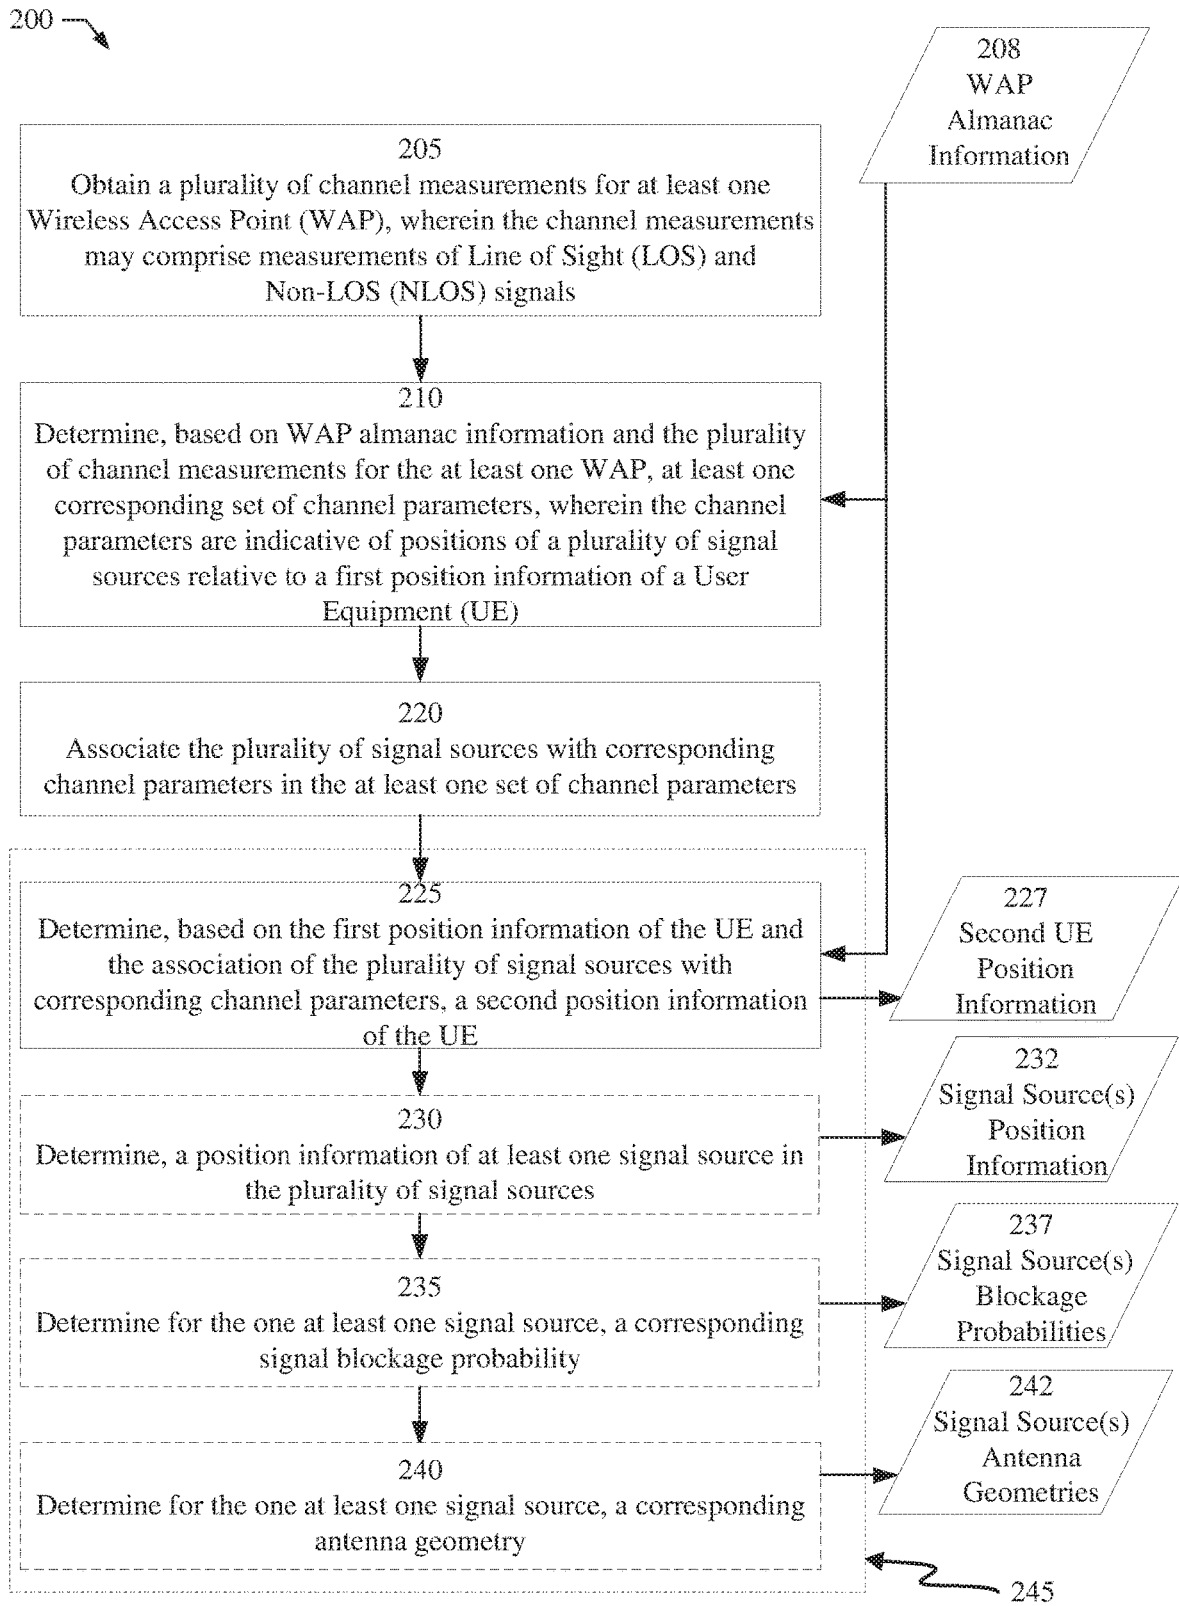 200
208
WAP
Almanac
Information
205
Obtain a plurality of channel measurements for at least one
Wireless Access Point (WAP), wherein the channel measurements
may comprise measurements of Line of Sight (LOS) and
Non-LOS (NLOS) signals
210
Determine, based on WAP almanac information and the plurality
of channel measurements for the at least one WAP, at least one
corresponding set of channel parameters, wherein the channel
parameters are indicative of positions of a plurality of signal
sources relative to a first position information of a User
Equipment (UE)
220
Associate the plurality of signal sources with corresponding
channel parameters in the at least one set of channel parameters
225
Determine, based on the first position information of the UE and
the association of the plurality of signal sources with
corresponding channel parameters, a second position information
of the UE
227
Second UE
Position
Information
230
Determine, a position information of at least one signal source in
the plurality of signal sources
232
Signal Source(s)
Position
Information
235
Determine for the one at least one signal source, a corresponding
signal blockage probability
237
Signal Source(s)
Blockage
Probabilities
240
Determine for the one at least one signal source, a corresponding
antenna geometry
242
Signal Source(s)
Antenna
Geometries
245